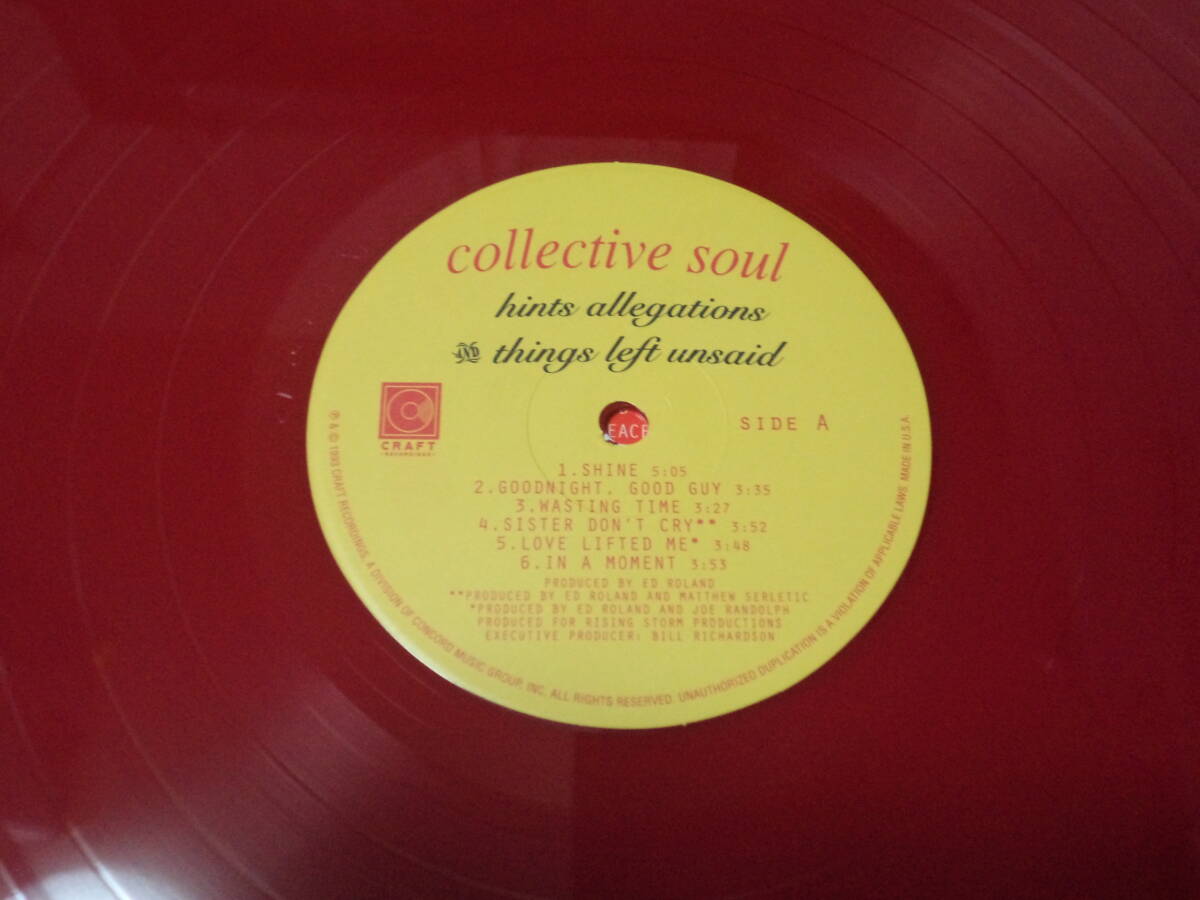 collective soul
hints allegations
AND things left unsaid
CRAFT
RECORDINGS
EACE
SIDE A
1.SHINE 5:05
2.GOODNIGHT, GOOD GUY 3:35
3.WASTING TIME 3:27
4.SISTER DON'T CRY** 3:52
5.LOVE LIFTED ME* 3:48
6.IN A MOMENT 3:53
PRODUCED BY ED ROLAND
**PRODUCED BY ED ROLAND AND MATTHEW SERLETIC
*PRODUCED BY ED ROLAND AND JOE RANDOLPH
PRODUCED FOR RISING STORM PRODUCTIONS
EXECUTIVE PRODUCER: BILL RICHARDSON
℗ & © 1993 CRAFT RECORDINGS, A DIVISION OF CONCORD MUSIC GROUP, INC. ALL RIGHTS RESERVED. UNAUTHORIZED DUPLICATION IS A VIOLATION OF APPLICABLE LAWS. MADE IN U.S.A.